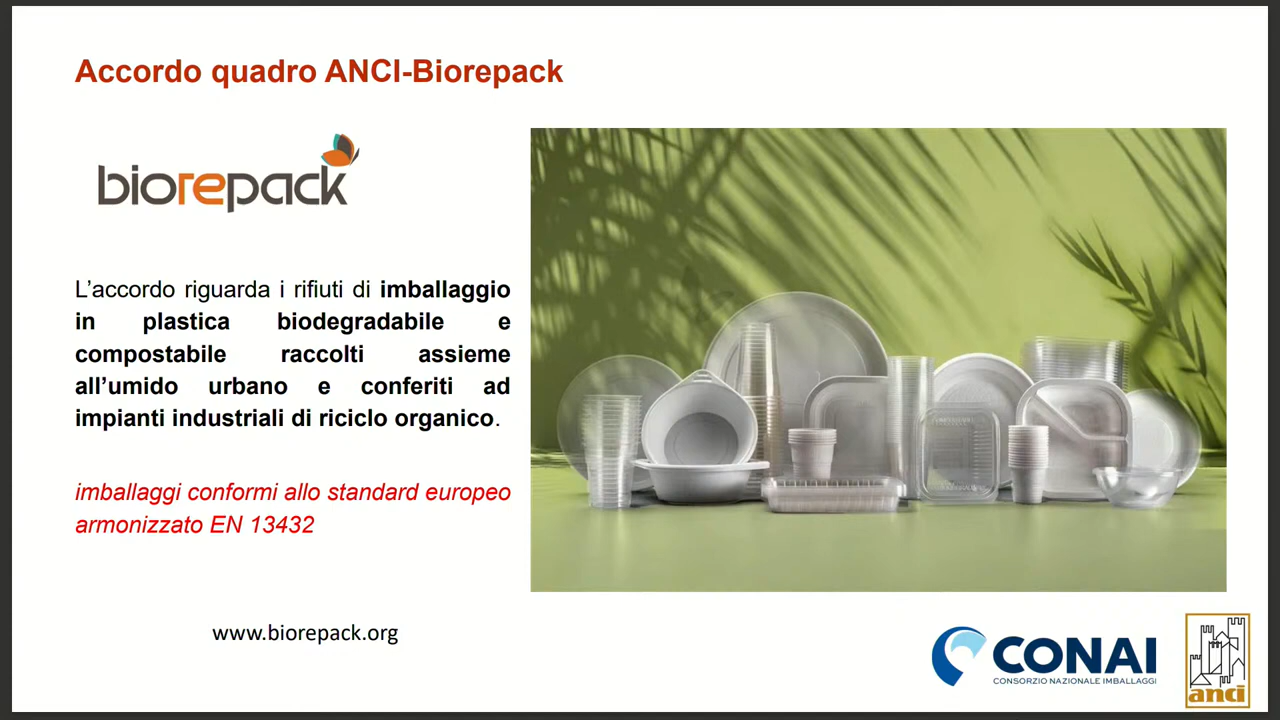 Accordo quadro ANCI-Biorepack
biorepack
L’accordo riguarda i rifiuti di imballaggio
in plastica biodegradabile e
compostabile raccolti assieme
all’umido urbano e conferiti ad
impianti industriali di riciclo organico.
imballaggi conformi allo standard europeo
armonizzato EN 13432
www.biorepack.org
CONAI
CONSORZIO NAZIONALE IMBALLAGGI
anci